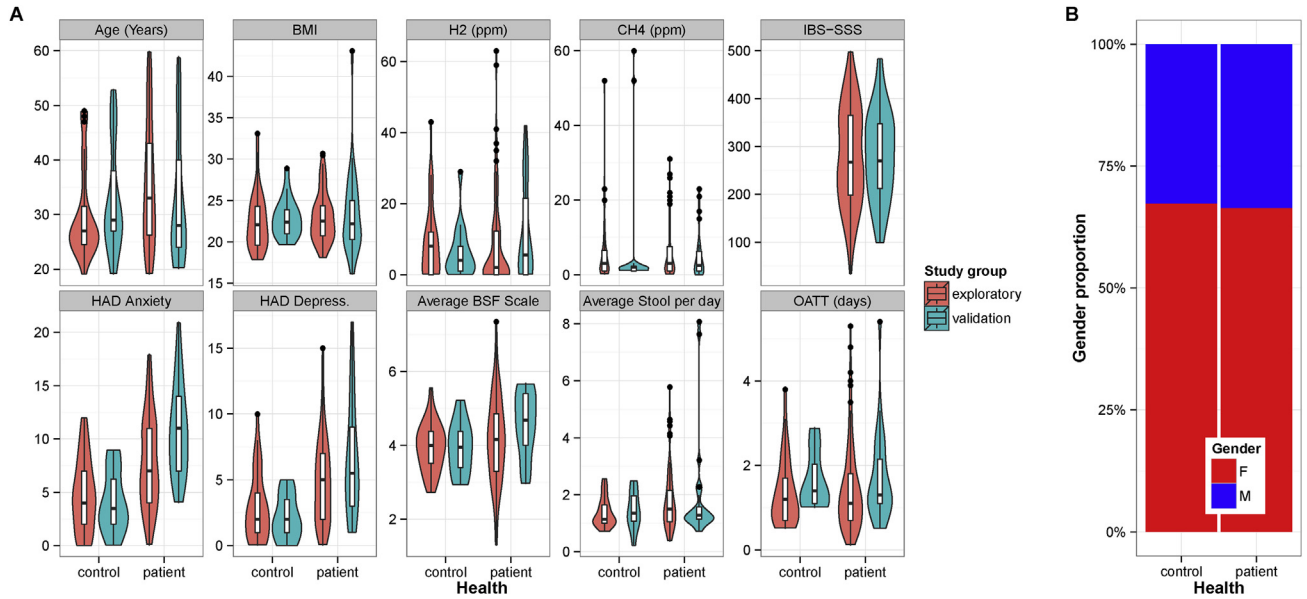 A
Age (Years)
BMI
H2 (ppm)
CH4 (ppm)
IBS−SSS
60
50
40
30
20
40
35
30
25
20
15
60
40
20
0
60
40
20
0
500
400
300
200
100
HAD Anxiety
HAD Depress.
Average BSF Scale
Average Stool per day
OATT (days)
20
15
10
5
0
15
10
5
0
6
4
2
8
6
4
2
0
4
2
0
control
patient
control
patient
control
patient
control
patient
control
patient
Health
Study group
exploratory
validation
B
Gender proportion
100%
75%
50%
25%
0%
Gender
F
M
control
patient
Health